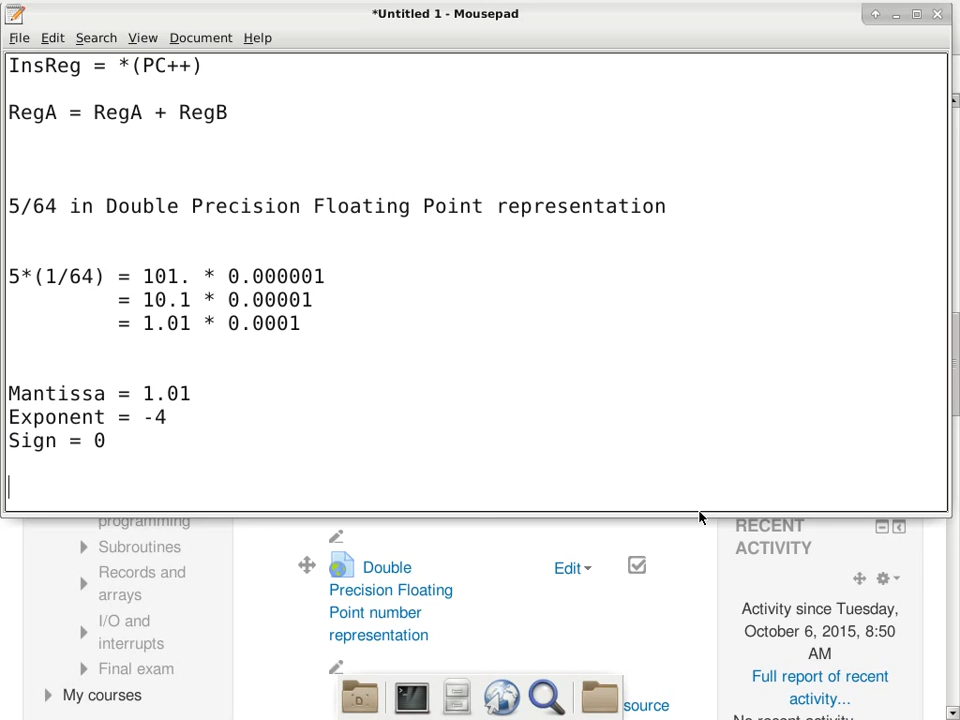 *Untitled 1 - Mousepad
File Edit Search View Document Help
InsReg = *(PC++)
RegA = RegA + RegB
5/64 in Double Precision Floating Point representation
5*(1/64) = 101. * 0.000001
= 10.1 * 0.00001
= 1.01 * 0.0001
Mantissa = 1.01
Exponent = -4
Sign = 0
programming
Subroutines
Records and
arrays
I/O and
interrupts
Final exam
My courses
Double
Precision Floating
Point number
representation
Edit
source
RECENT
ACTIVITY
Activity since Tuesday,
October 6, 2015, 8:50
AM
Full report of recent
activity...
No recent activity